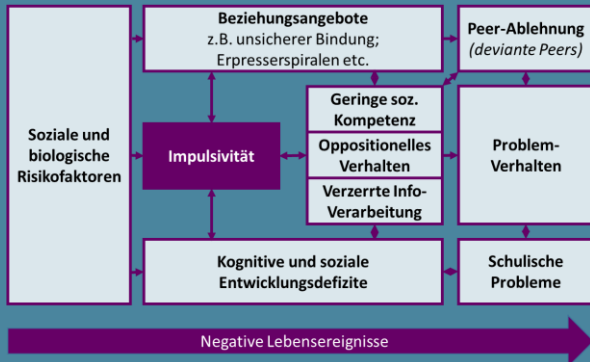 Beziehungsangebote
z.B. unsicherer Bindung;
Erpresserspiralen etc.
Peer-Ablehnung
(deviante Peers)
Soziale und
biologische
Risikofaktoren
Impulsivität
Geringe soz.
Kompetenz
Oppositionelles
Verhalten
Verzerrte Info-
Verarbeitung
Problem-
Verhalten
Kognitive und soziale
Entwicklungsdefizite
Schulische
Probleme
Negative Lebensereignisse